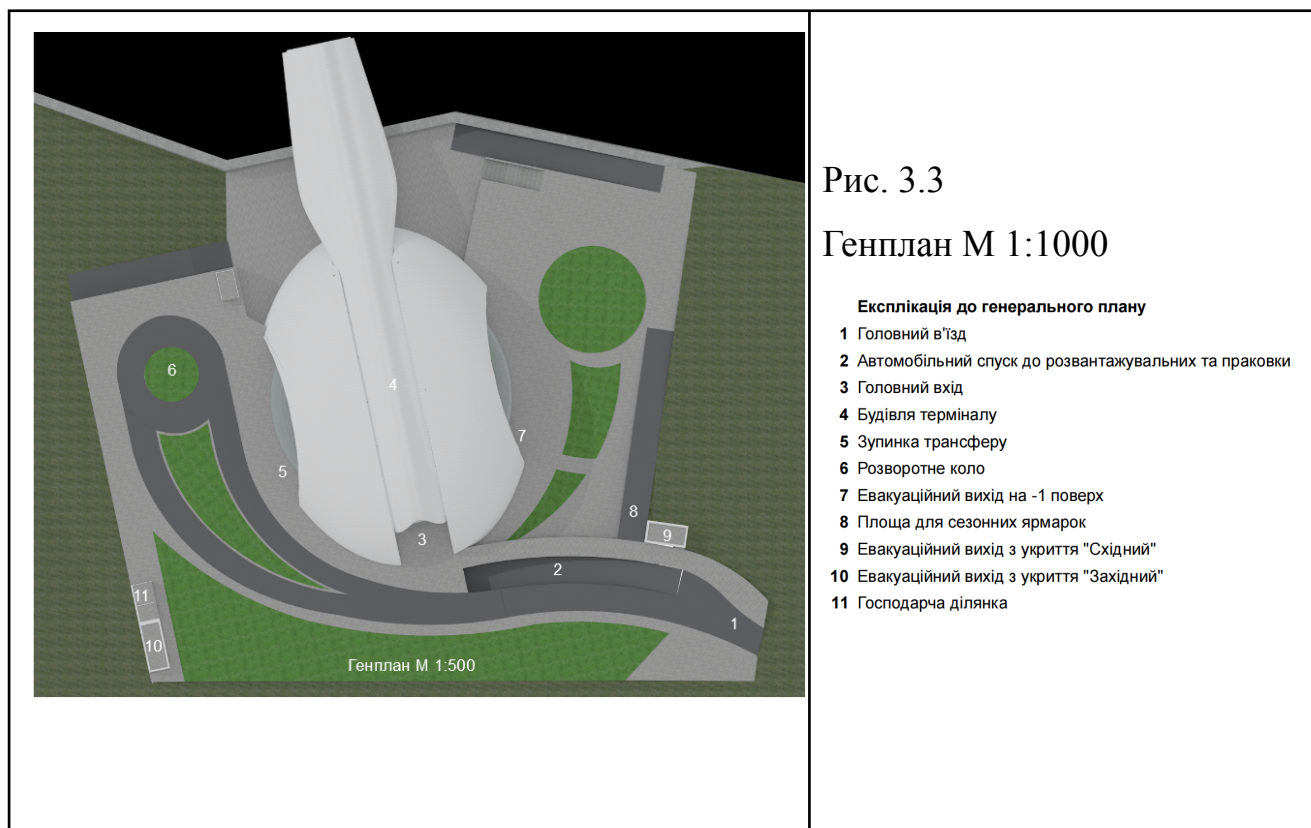 6
4
7
5
8
9
3
2
11
1
10
Генплан М 1:500
Рис. 3.3
Генплан М 1:1000
Експлікація до генерального плану
1 Головний в'їзд
2 Автомобільний спуск до розвантажувальних та праковки
3 Головний вхід
4 Будівля терміналу
5 Зупинка трансферу
6 Розворотне коло
7 Евакуаційний вихід на -1 поверх
8 Площа для сезонних ярмарок
9 Евакуаційний вихід з укриття "Східний"
10 Евакуаційний вихід з укриття "Західний"
11 Господарча ділянка